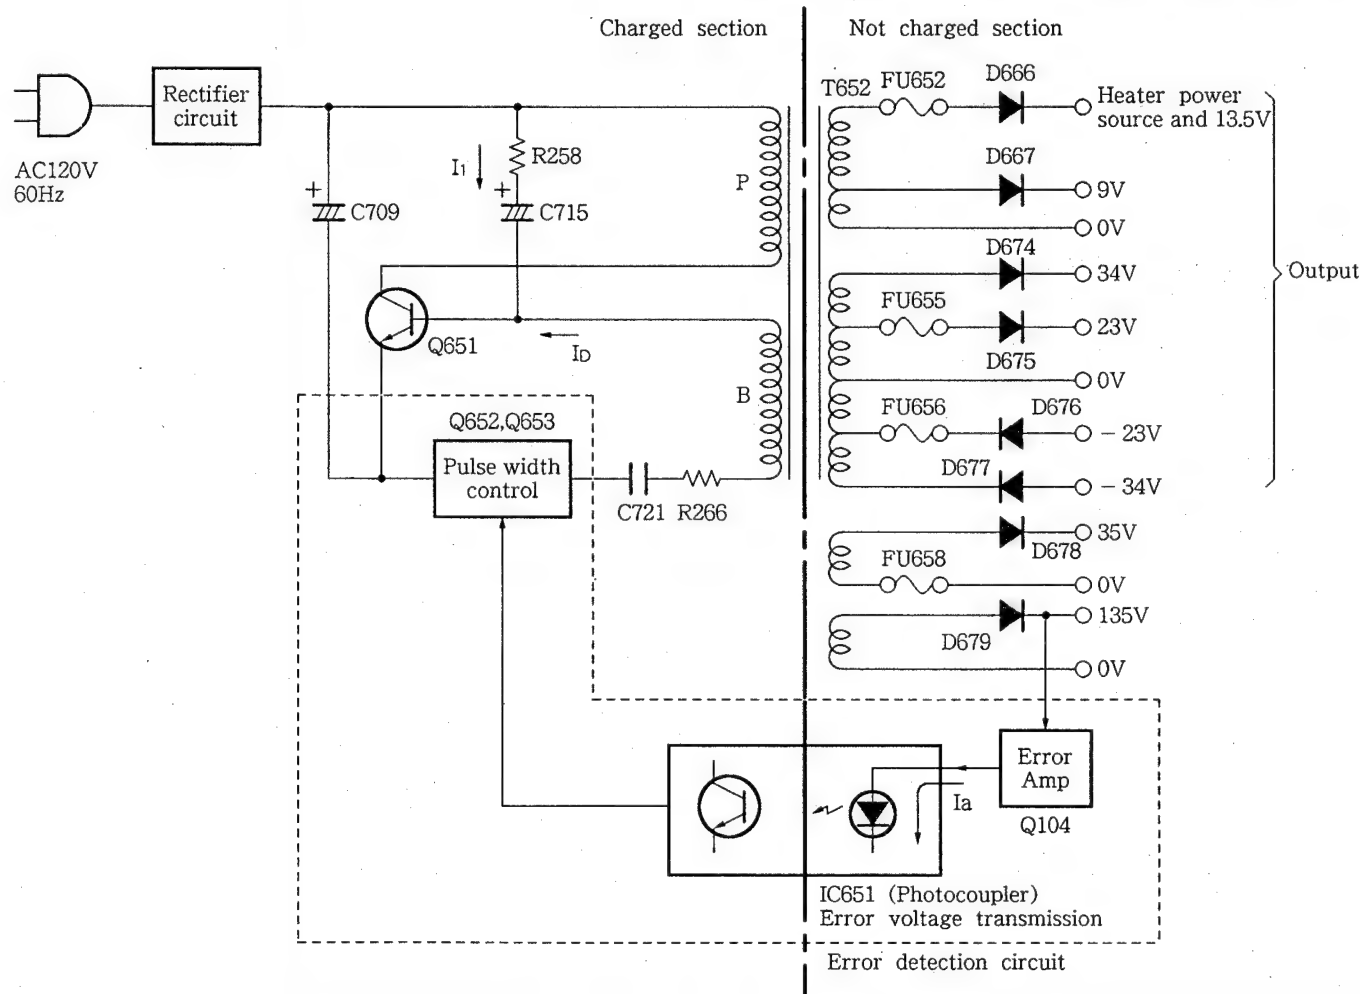 Charged section
Not charged section
AC120V
60Hz
Rectifier
circuit
I1
R258
+
C709
+
C715
P
T652
FU652
D666
Heater power
source and 13.5V
D667
9V
0V
D674
34V
FU655
23V
D675
Output
0V
Q651
ID
B
FU656
D676
− 23V
D677
− 34V
Q652,Q653
Pulse width
control
C721 R266
35V
D678
FU658
0V
135V
D679
0V
Error
Amp
Q104
Ia
IC651 (Photocoupler)
Error voltage transmission
Error detection circuit